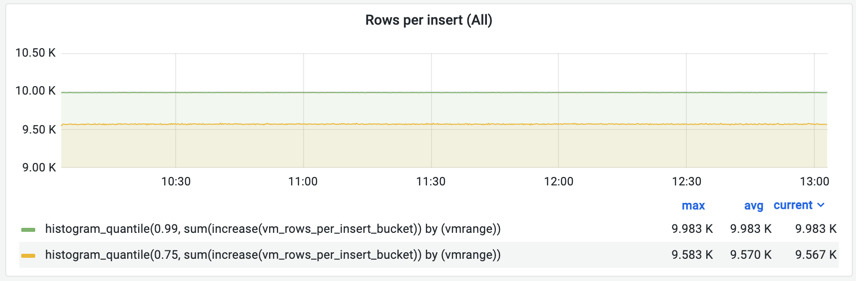 Rows per insert (All)
10.50 K
10.00 K
9.50 K
9.00 K
10:30 11:00 11:30 12:00 12:30 13:00
max avg current
histogram_quantile(0.99, sum(increase(vm_rows_per_insert_bucket)) by (vmrange)) 9.983 K 9.983 K 9.983 K
histogram_quantile(0.75, sum(increase(vm_rows_per_insert_bucket)) by (vmrange)) 9.583 K 9.570 K 9.567 K